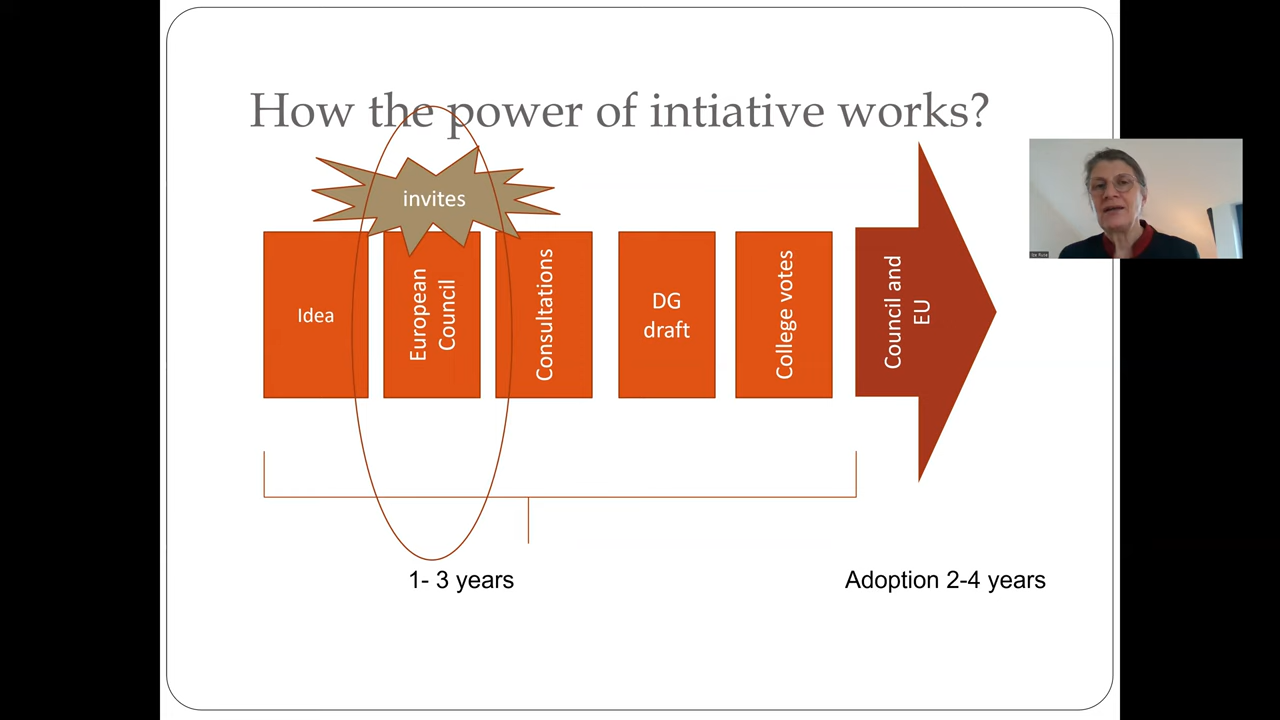 How the power of intiative works?
invites
Idea
European
Council
Consultations
DG
draft
College votes
Council and
EU
1- 3 years
Adoption 2-4 years